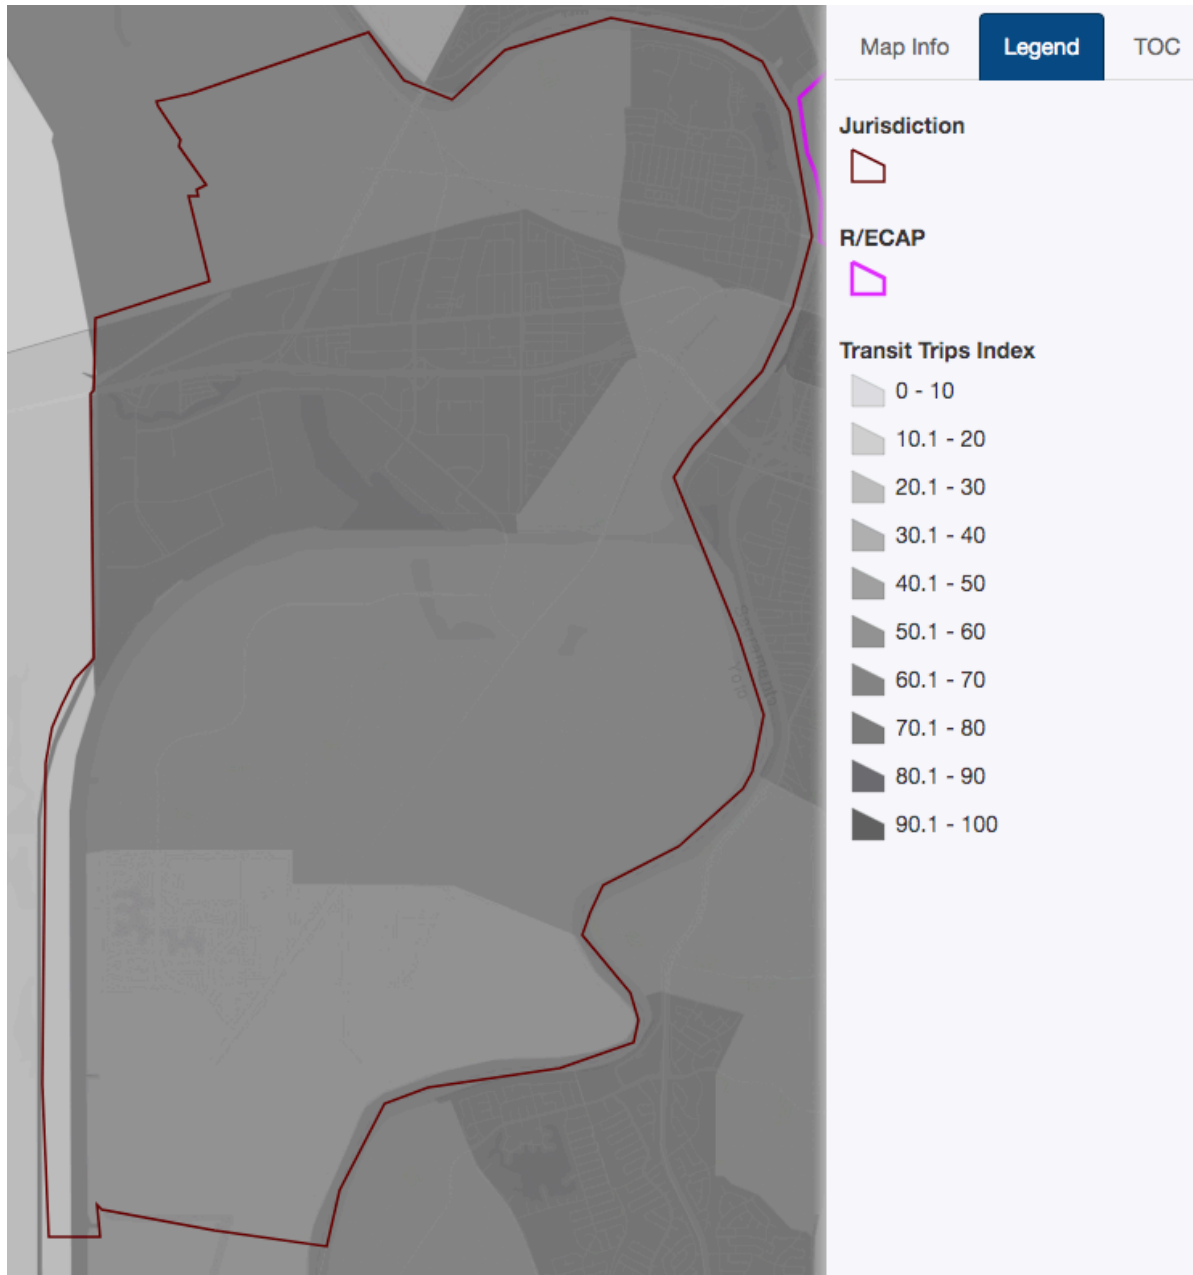 Map Info
Legend
TOC
Jurisdiction
R/ECAP
Transit Trips Index
0 - 10
10.1 - 20
20.1 - 30
30.1 - 40
40.1 - 50
50.1 - 60
60.1 - 70
70.1 - 80
80.1 - 90
90.1 - 100
Sacramento
Yolo